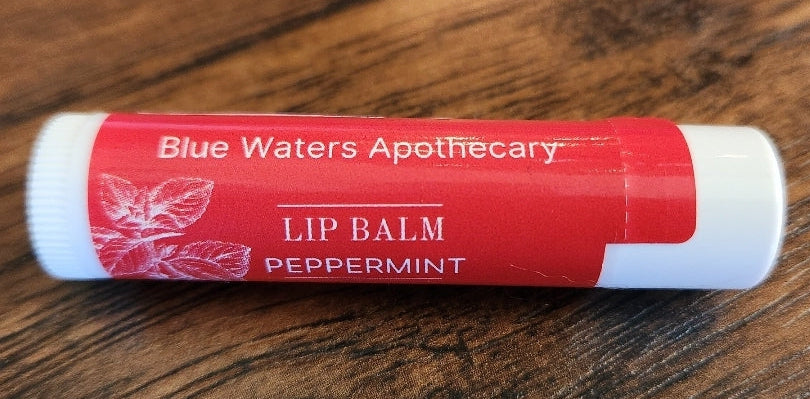 Blue Waters Apothecary
LIP BALM
PEPPERMINT